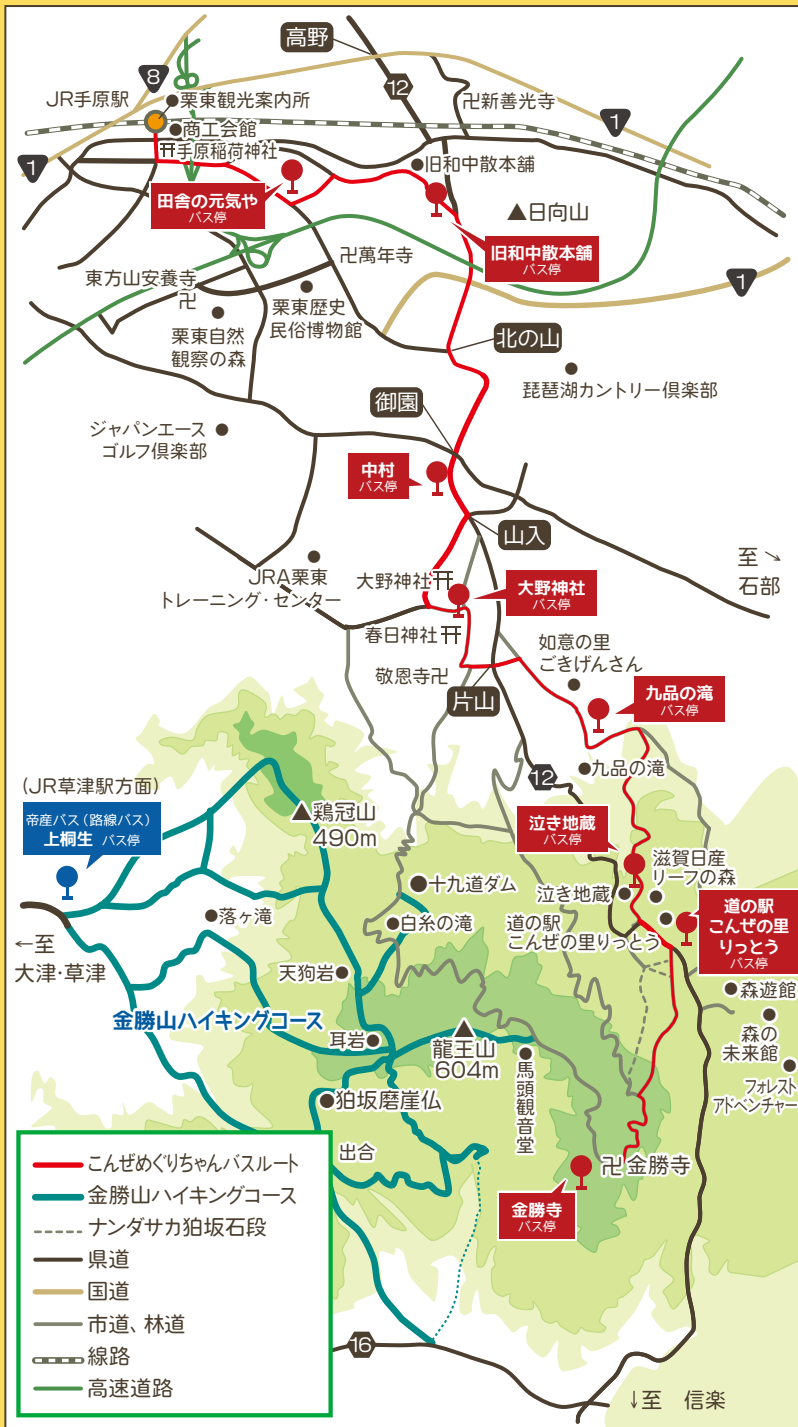 高野
8
JR手原駅
栗東観光案内所
12
卍新善光寺
商工会館
1
手原稲荷神社
1
旧和中散本舗
田舎の元気や
バス停
▲日向山
旧和中散本舗
バス停
卍萬年寺
東方山安養寺
卍
1
栗東歴史
民俗博物館
栗東自然
観察の森
北の山
琵琶湖カントリー倶楽部
御園
ジャパンエース
ゴルフ倶楽部
中村
バス停
山入
至→
石部
JRA栗東
トレーニング・センター
大野神社
大野神社
バス停
春日神社
如意の里
ごきげんさん
敬恩寺卍
片山
九品の滝
バス停
九品の滝
12
(JR草津駅方面)
帝産バス(路線バス)
上桐生 バス停
▲鶏冠山
490m
泣き地蔵
バス停
滋賀日産
リーフの森
十九道ダム
泣き地蔵
道の駅
こんぜの里
りっとう
バス停
落ヶ滝
白糸の滝
道の駅
こんぜの里りっとう
←至
大津・草津
天狗岩
森遊館
金勝山ハイキングコース
森の
未来館
耳岩
龍王山
604m
馬頭観音堂
フォレスト
アドベンチャー
狛坂磨崖仏
出合
卍 金勝寺
金勝寺
バス停
こんぜめぐりちゃんバスルート
金勝山ハイキングコース
ナンダサカ狛坂石段
県道
国道
市道、林道
線路
高速道路
16
↓至 信楽